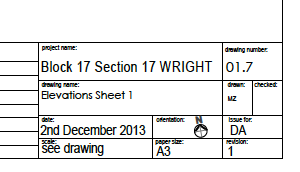 project name: drawing number:
Block 17 Section 17 WRIGHT 01.7
drawing name: drawn: checked:
Elevations Sheet 1 MZ
date: orientation: N issue for:
2nd December 2013 DA
scale: paper size: revision:
see drawing A3 1